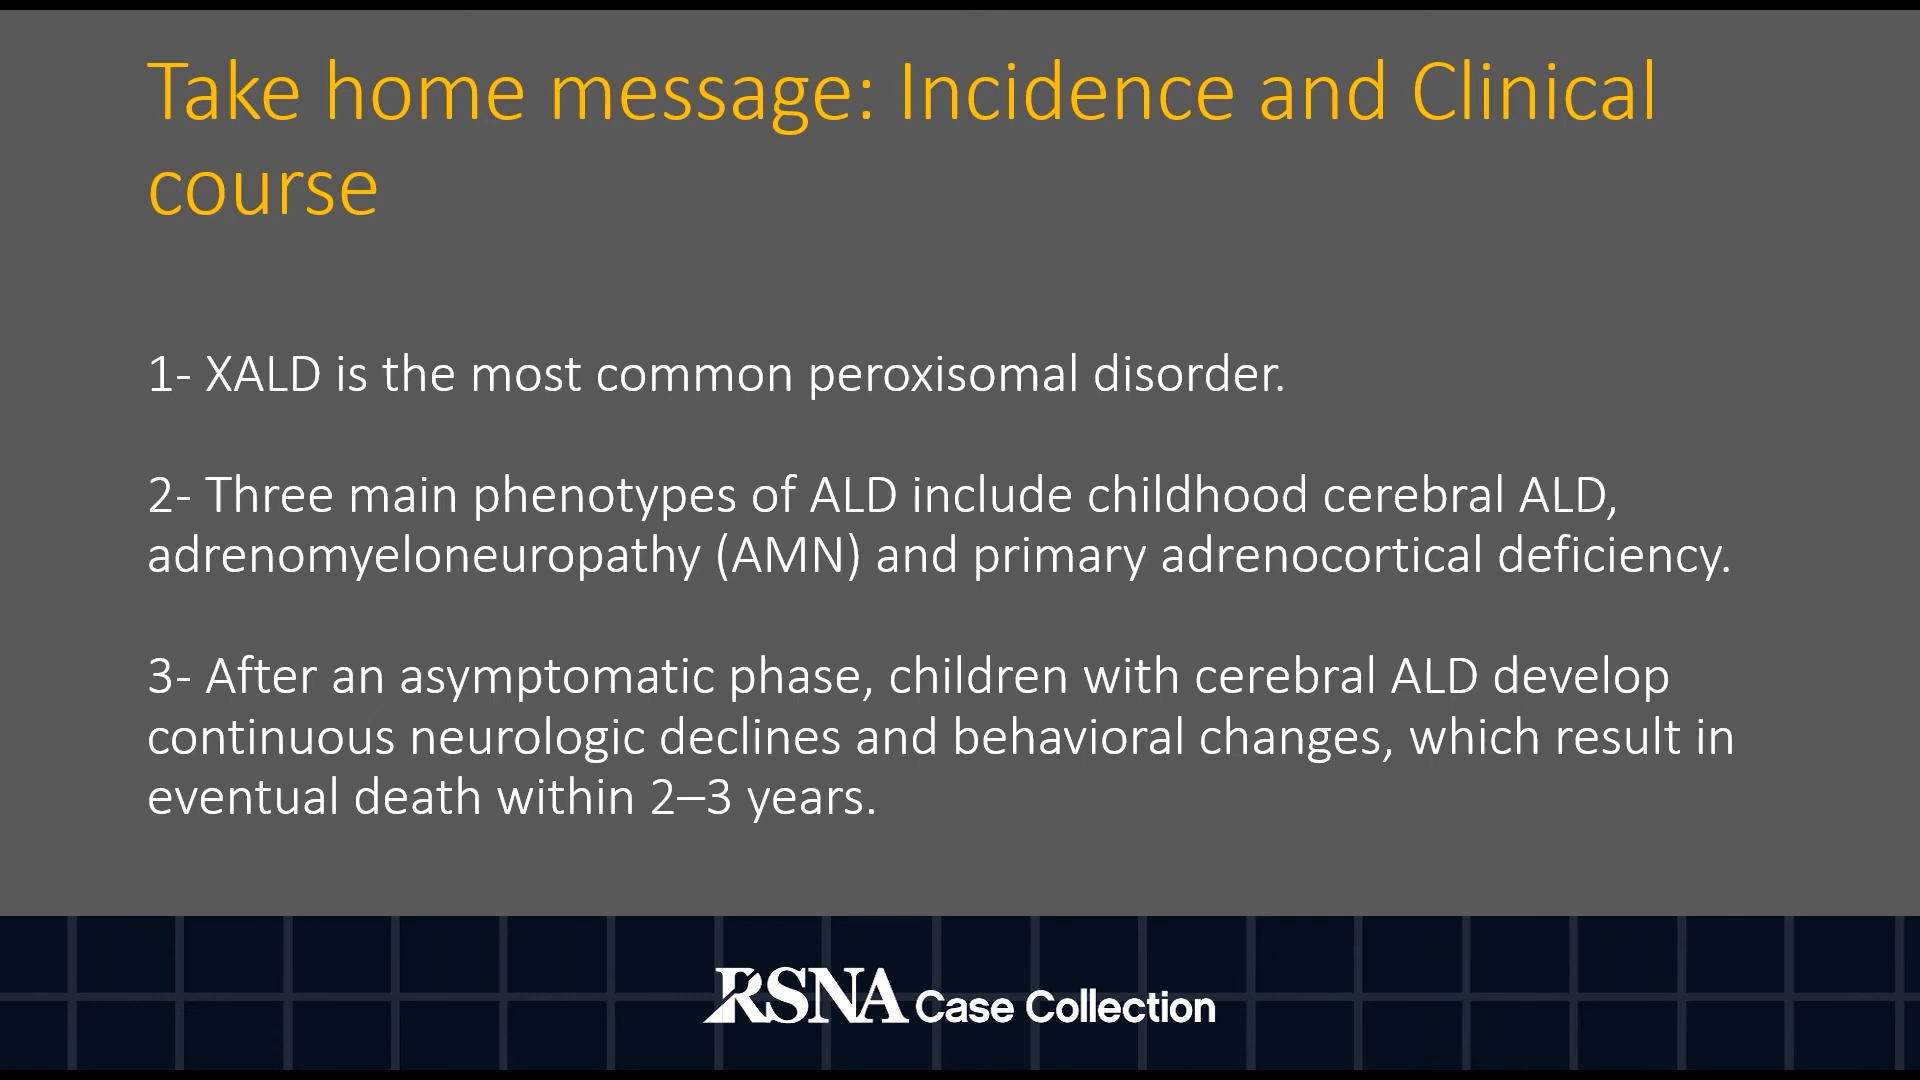 Take home message: Incidence and Clinical
course
1- XALD is the most common peroxisomal disorder.
2- Three main phenotypes of ALD include childhood cerebral ALD,
adrenomyeloneuropathy (AMN) and primary adrenocortical deficiency.
3- After an asymptomatic phase, children with cerebral ALD develop
continuous neurologic declines and behavioral changes, which result in
eventual death within 2–3 years.
RSNA Case Collection